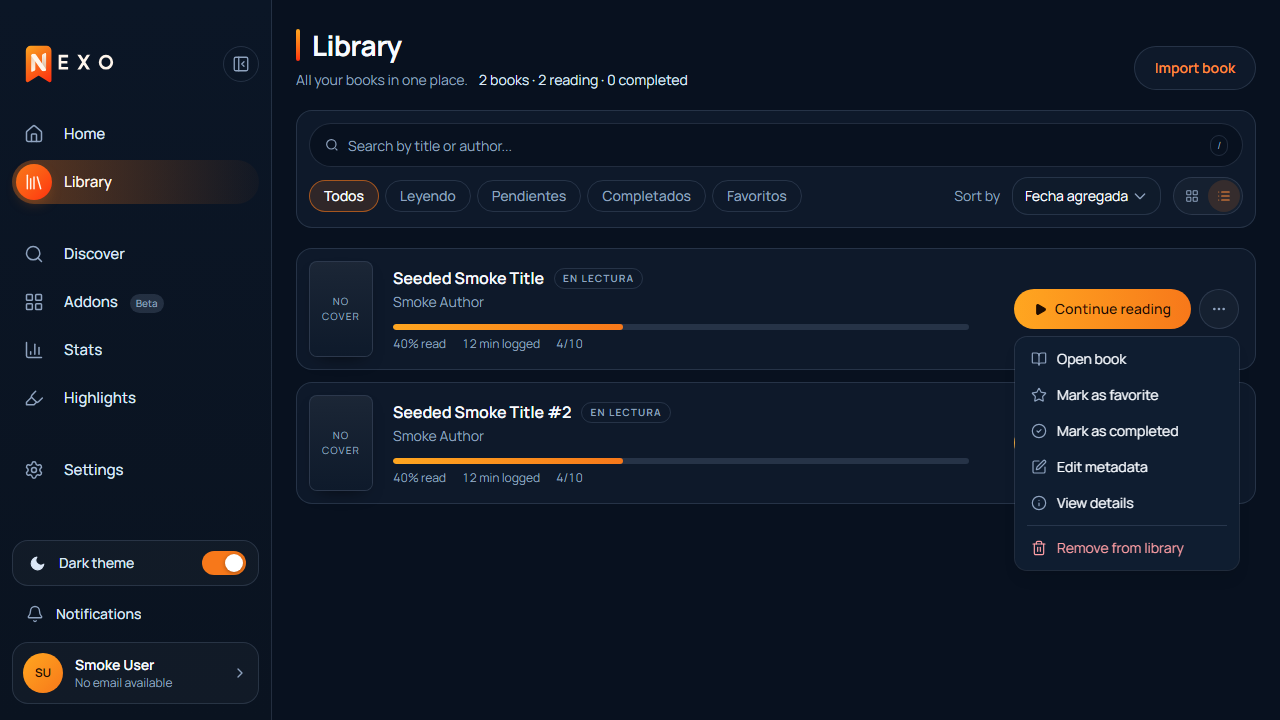 NEXO
Home
Library
Discover
Addons Beta
Stats
Highlights
Settings
Dark theme
Notifications
SU
Smoke User
No email available
Library
All your books in one place. 2 books · 2 reading · 0 completed
Import book
Search by title or author... /
Todos Leyendo Pendientes Completados Favoritos Sort by Fecha agregada
NO
COVER
Seeded Smoke Title EN LECTURA
Smoke Author
40% read 12 min logged 4/10
Continue reading ···
Open book
Mark as favorite
Mark as completed
Edit metadata
View details
Remove from library
NO
COVER
Seeded Smoke Title #2 EN LECTURA
Smoke Author
40% read 12 min logged 4/10